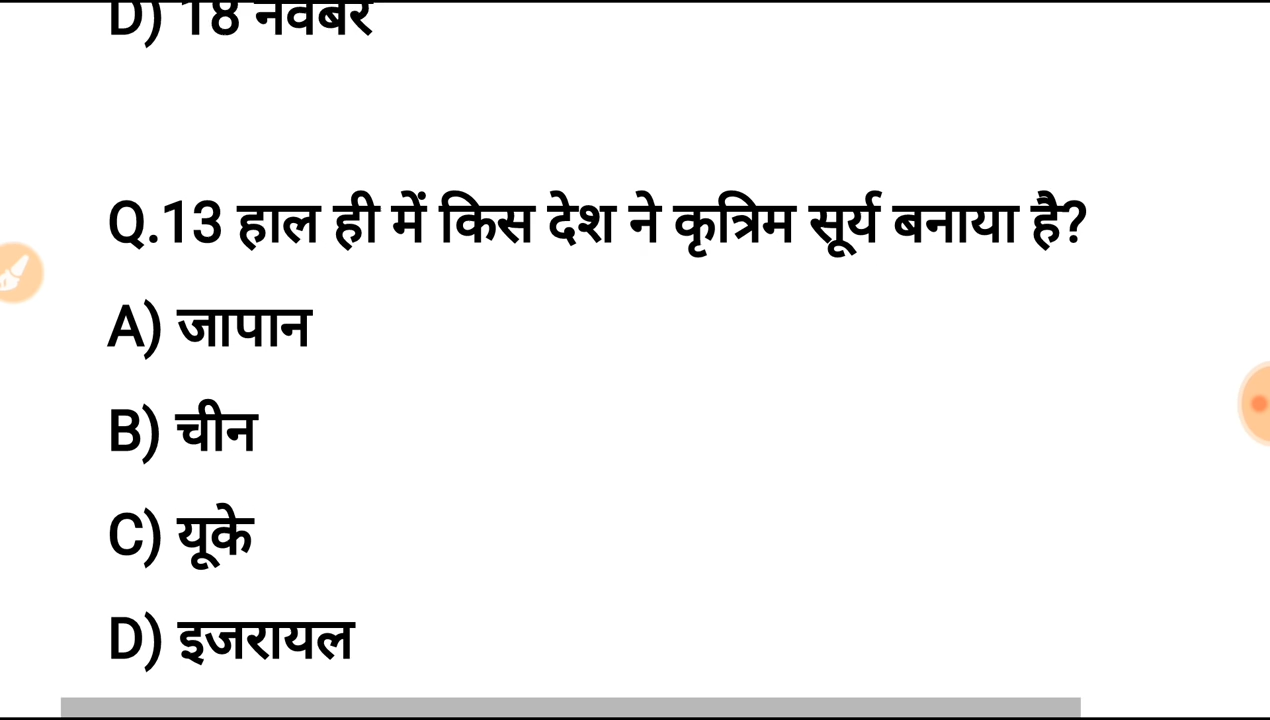 D) 18 नवंबर
Q.13 हाल ही में किस देश ने कृत्रिम सूर्य बनाया है?
A) जापान
B) चीन
C) यूके
D) इजरायल